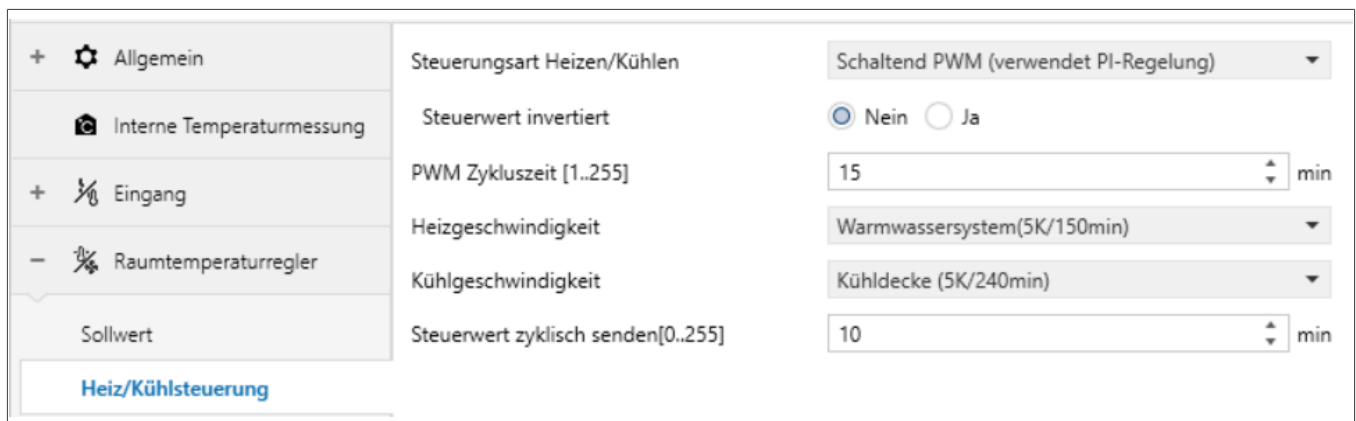 Allgemein
Interne Temperaturmessung
Eingang
Raumtemperaturregler
Sollwert
Heiz/Kühlsteuerung
Steuerungsart Heizen/Kühlen
Schaltend PWM (verwendet PI-Regelung)
Steuerwert invertiert
Nein Ja
PWM Zykluszeit [1..255]
15 min
Heizgeschwindigkeit
Warmwassersystem(5K/150min)
Kühlgeschwindigkeit
Kühldecke (5K/240min)
Steuerwert zyklisch senden[0..255]
10 min